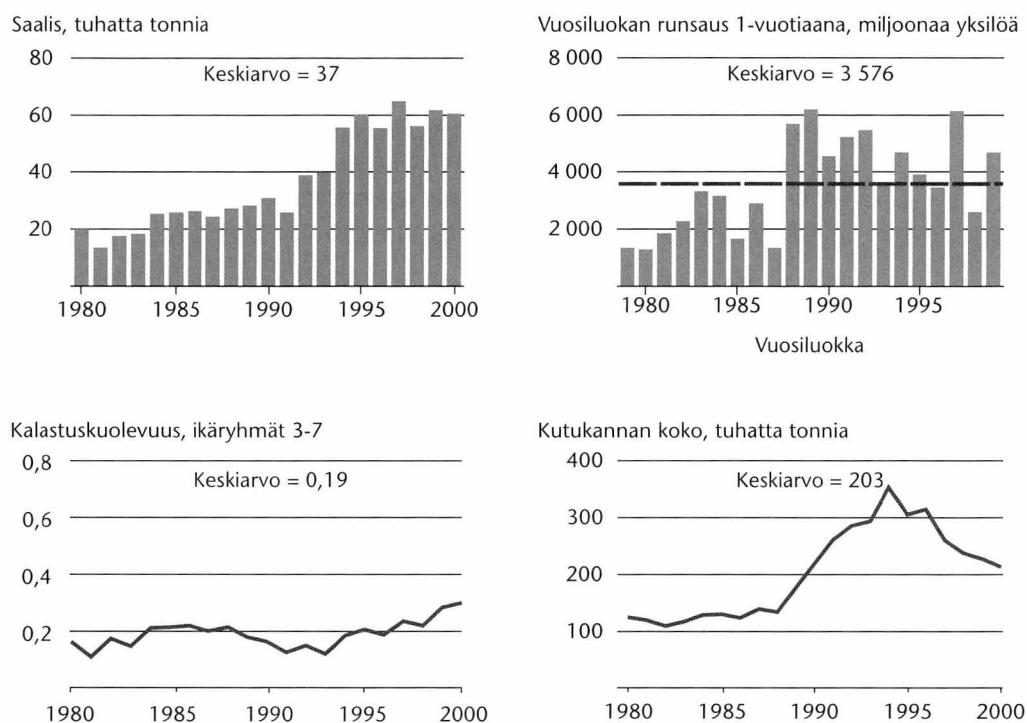 Saalis, tuhatta tonnia
80
Keskiarvo = 37
60
40
20
1980 1985 1990 1995 2000
Vuosiluokan runsaus 1-vuotiaana, miljoonaa yksilöä
8 000
Keskiarvo = 3 576
6 000
4 000
2 000
1980 1985 1990 1995
Vuosiluokka
Kalastuskuolevuus, ikäryhmät 3-7
0,8
Keskiarvo = 0,19
0,6
0,4
0,2
1980 1985 1990 1995 2000
Kutukannan koko, tuhatta tonnia
400
Keskiarvo = 203
300
200
100
1980 1985 1990 1995 2000